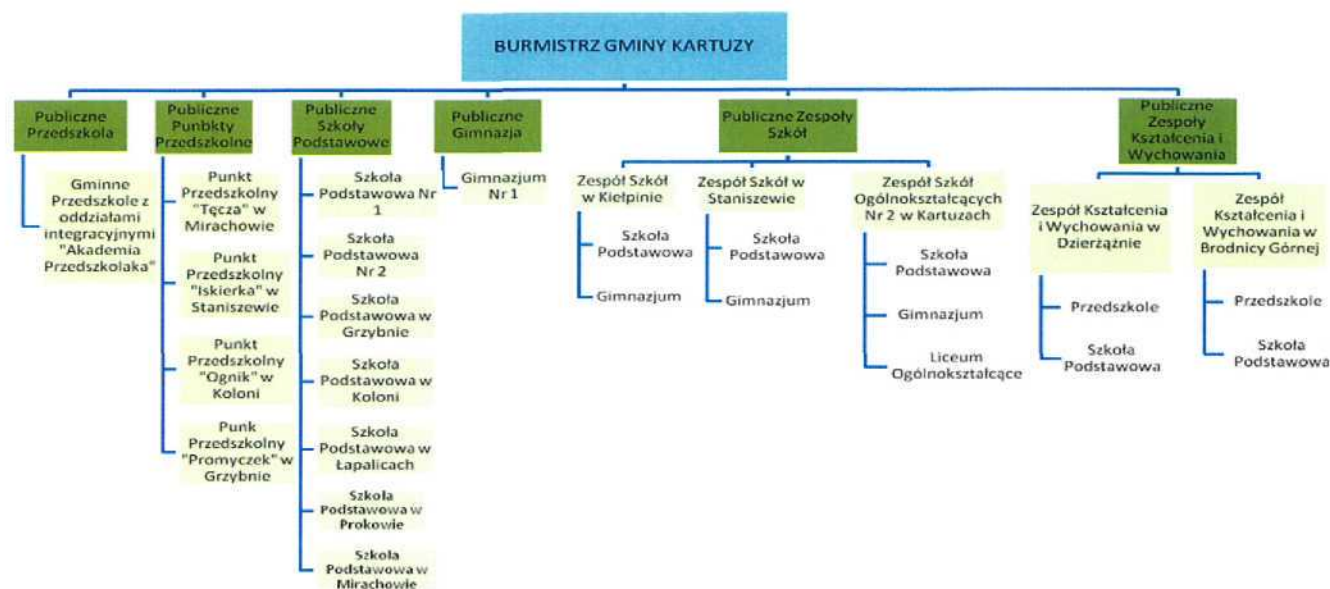 BURMISTRZ GMINY KARTUZY
Publiczne
Przedszkola
Gminne
Przedszkole z
oddziałami
integracyjnymi
"Akademia
Przedszkolaka"
Publiczne
Punbkty
Przedszkolne
Punkt
Przedszkolny
"Tęcza" w
Mirachowie
Punkt
Przedszkolny
"Iskierka" w
Staniszewie
Punkt
Przedszkolny
"Ognik" w
Koloni
Punk
Przedszkolny
"Promyczek" w
Grzybnie
Publiczne
Szkoły
Podstawowe
Szkoła
Podstawowa Nr
1
Szkoła
Podstawowa
Nr 2
Szkoła
Podstawowa w
Grzybnie
Szkoła
Podstawowa w
Koloni
Szkoła
Podstawowa w
Łapalicach
Szkoła
Podstawowa w
Prokowie
Szkoła
Podstawowa w
Mirachowie
Publiczne
Gimnazja
Gimnazjum
Nr 1
Publiczne Zespoły
Szkół
Zespół Szkół
w Kiełpinie
Szkoła
Podstawowa
Gimnazjum
Zespół Szkół w
Staniszewie
Szkoła
Podstawowa
Gimnazjum
Zespół Szkół
Ogólnokształcących
Nr 2 w Kartuzach
Szkoła
Podstawowa
Gimnazjum
Liceum
Ogólnokształcące
Publiczne
Zespoły
Kształcenia i
Wychowania
Zespół Kształcenia
i Wychowania w
Dzierżążnie
Przedszkole
Szkoła
Podstawowa
Zespół
Kształcenia i
Wychowania w
Brodnicy Górnej
Przedszkole
Szkoła
Podstawowa